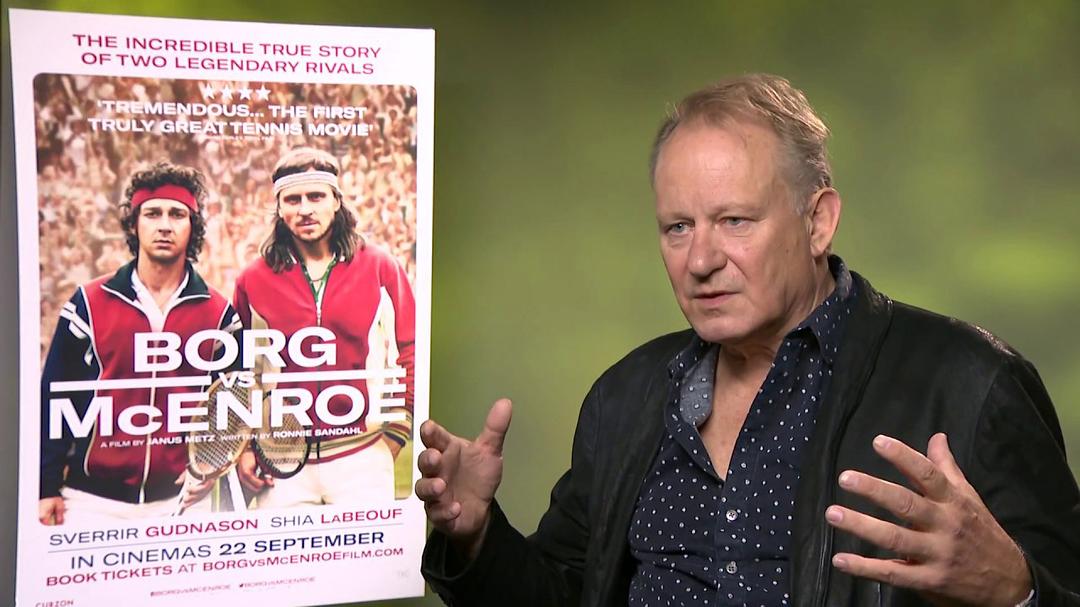 THE INCREDIBLE TRUE STORY
OF TWO LEGENDARY RIVALS
'TREMENDOUS... THE FIRST
TRULY GREAT TENNIS MOVIE'
BORG
VS
McENROE
A FILM BY JANUS METZ WRITTEN BY RONNIE SANDAHL
SVERRIR GUDNASON SHIA LABEOUF
IN CINEMAS 22 SEPTEMBER
BOOK TICKETS AT BORGVSMCENROEFILM.COM
CURZON